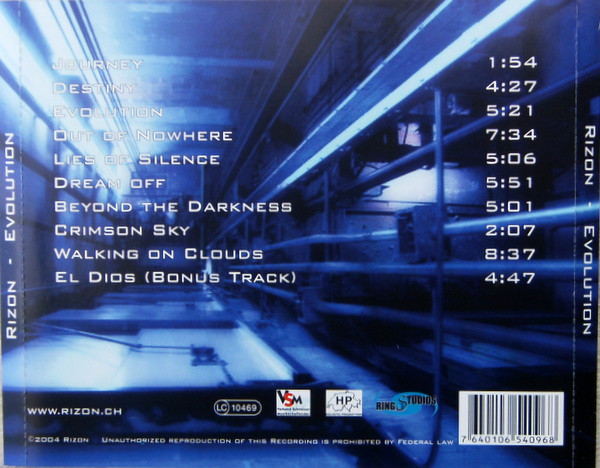 Journey 1:54
Destiny 4:27
Evolution 5:21
Out of Nowhere 7:34
Lies of Silence 5:06
Dream off 5:51
Beyond the Darkness 5:01
Crimson Sky 2:07
Walking on Clouds 8:37
El Dios (Bonus Track) 4:47
Rizon - Evolution
Rizon - Evolution
www.rizon.ch
LC 10469
VSM
HP
RING STUDIOS
©2004 Rizon Unauthorized reproduction of this Recording is prohibited by Federal law
7 640106 540968